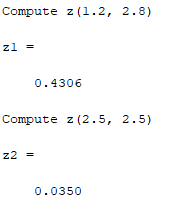 Compute z(1.2, 2.8)
z1 =
0.4306
Compute z(2.5, 2.5)
z2 =
0.0350